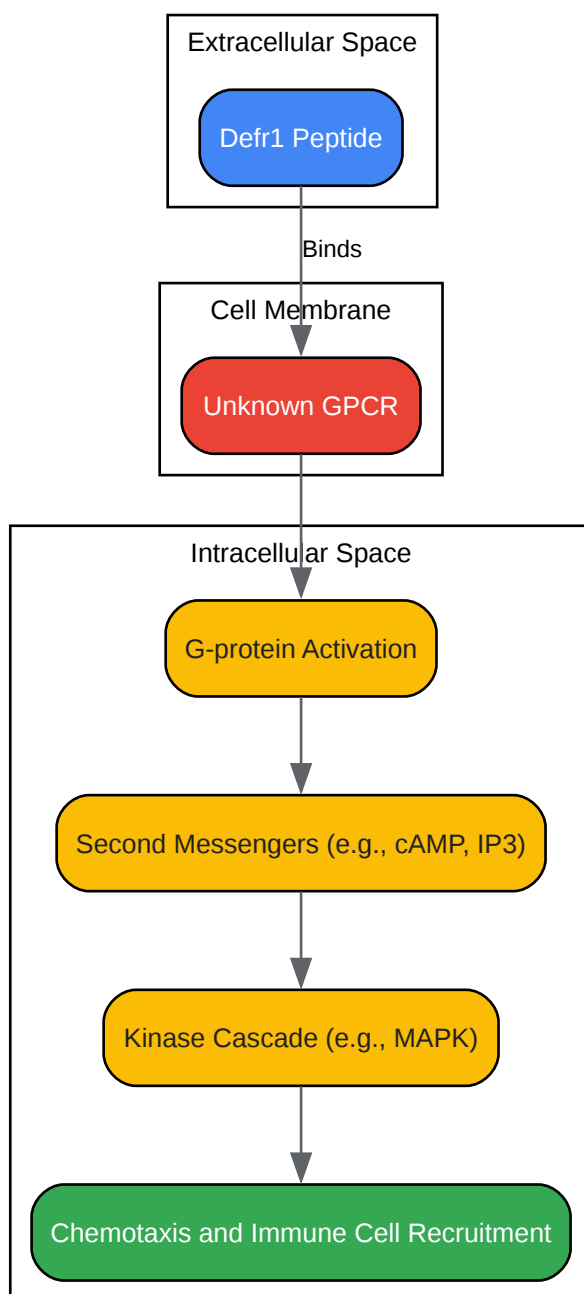 Extracellular Space
Defr1 Peptide
Binds
Cell Membrane
Unknown GPCR
Intracellular Space
G-protein Activation
Second Messengers (e.g., cAMP, IP3)
Kinase Cascade (e.g., MAPK)
Chemotaxis and Immune Cell Recruitment